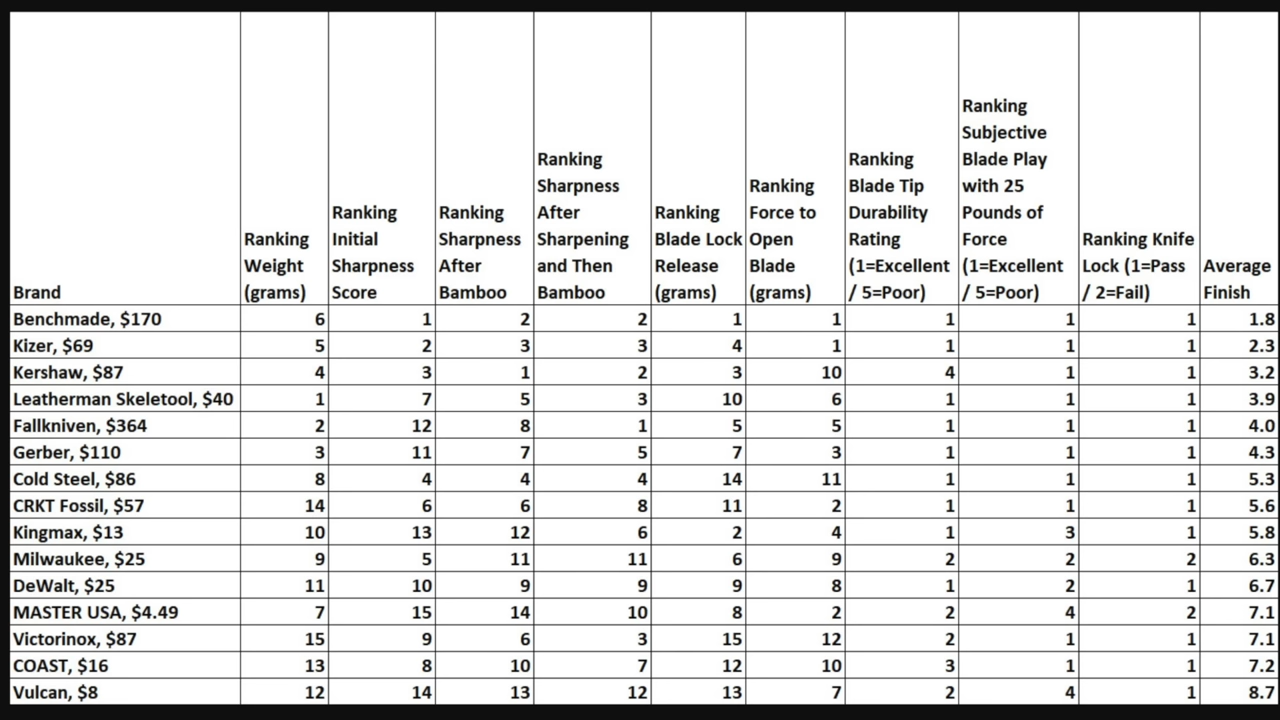 Brand | Ranking Weight (grams) | Ranking Initial Sharpness Score | Ranking Sharpness After Bamboo | Ranking Sharpness After Sharpening and Then Bamboo | Ranking Blade Lock Release (grams) | Ranking Force to Open Blade (grams) | Ranking Blade Tip Durability Rating (1=Excellent / 5=Poor) | Ranking Subjective Blade Play with 25 Pounds of Force (1=Excellent / 5=Poor) | Ranking Knife Lock (1=Pass / 2=Fail) | Average Finish
Benchmade, $170 | 6 | 1 | 2 | 2 | 1 | 1 | 1 | 1 | 1 | 1.8
Kizer, $69 | 5 | 2 | 3 | 3 | 4 | 1 | 1 | 1 | 1 | 2.3
Kershaw, $87 | 4 | 3 | 1 | 2 | 3 | 10 | 4 | 1 | 1 | 3.2
Leatherman Skeletool, $40 | 1 | 7 | 5 | 3 | 10 | 6 | 1 | 1 | 1 | 3.9
Fallkniven, $364 | 2 | 12 | 8 | 1 | 5 | 5 | 1 | 1 | 1 | 4.0
Gerber, $110 | 3 | 11 | 7 | 5 | 7 | 3 | 1 | 1 | 1 | 4.3
Cold Steel, $86 | 8 | 4 | 4 | 4 | 14 | 11 | 1 | 1 | 1 | 5.3
CRKT Fossil, $57 | 14 | 6 | 6 | 8 | 11 | 2 | 1 | 1 | 1 | 5.6
Kingmax, $13 | 10 | 13 | 12 | 6 | 2 | 4 | 1 | 3 | 1 | 5.8
Milwaukee, $25 | 9 | 5 | 11 | 11 | 6 | 9 | 2 | 2 | 2 | 6.3
DeWalt, $25 | 11 | 10 | 9 | 9 | 9 | 8 | 1 | 2 | 1 | 6.7
MASTER USA, $4.49 | 7 | 15 | 14 | 10 | 8 | 2 | 2 | 4 | 2 | 7.1
Victorinox, $87 | 15 | 9 | 6 | 3 | 15 | 12 | 2 | 1 | 1 | 7.1
COAST, $16 | 13 | 8 | 10 | 7 | 12 | 10 | 3 | 1 | 1 | 7.2
Vulcan, $8 | 12 | 14 | 13 | 12 | 13 | 7 | 2 | 4 | 1 | 8.7